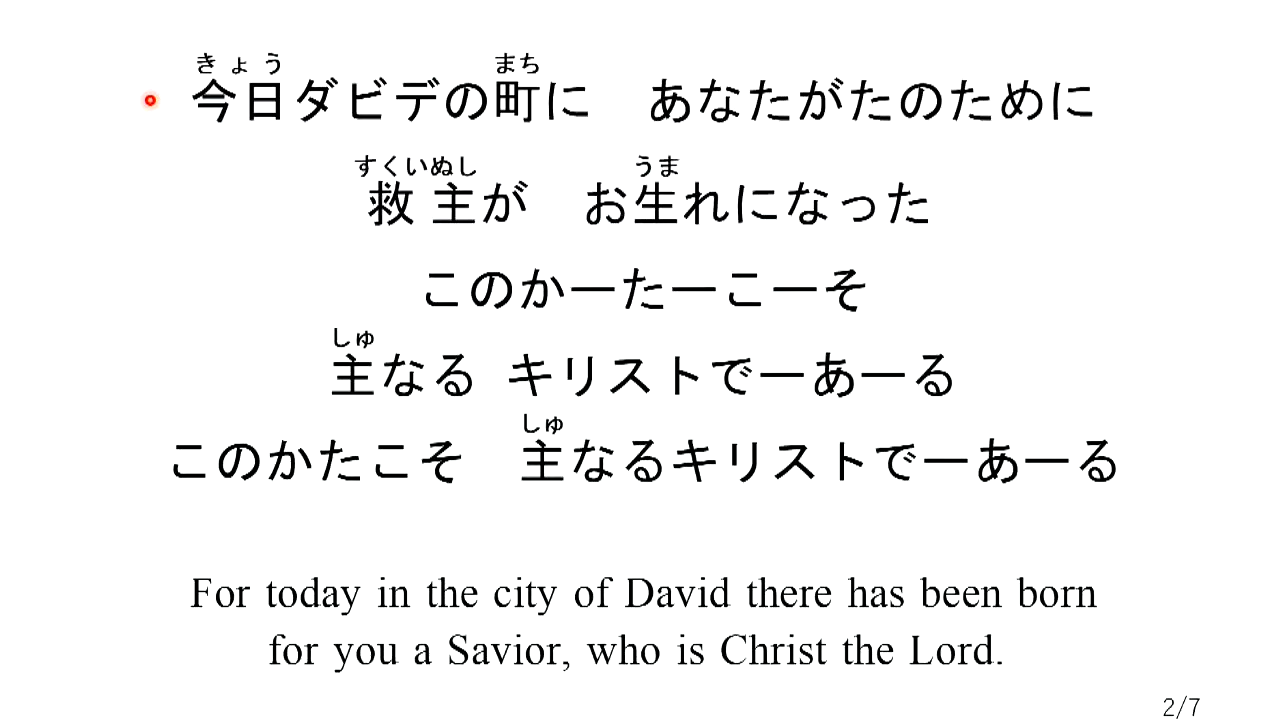 きょう まち
今日ダビデの町に　あなたがたのために
すくいぬし うま
救 主が　お生れになった
このかーたーこーそ
しゅ
主なる キリストでーあーる
しゅ
このかたこそ　主なるキリストでーあーる
For today in the city of David there has been born
for you a Savior, who is Christ the Lord.
2/7